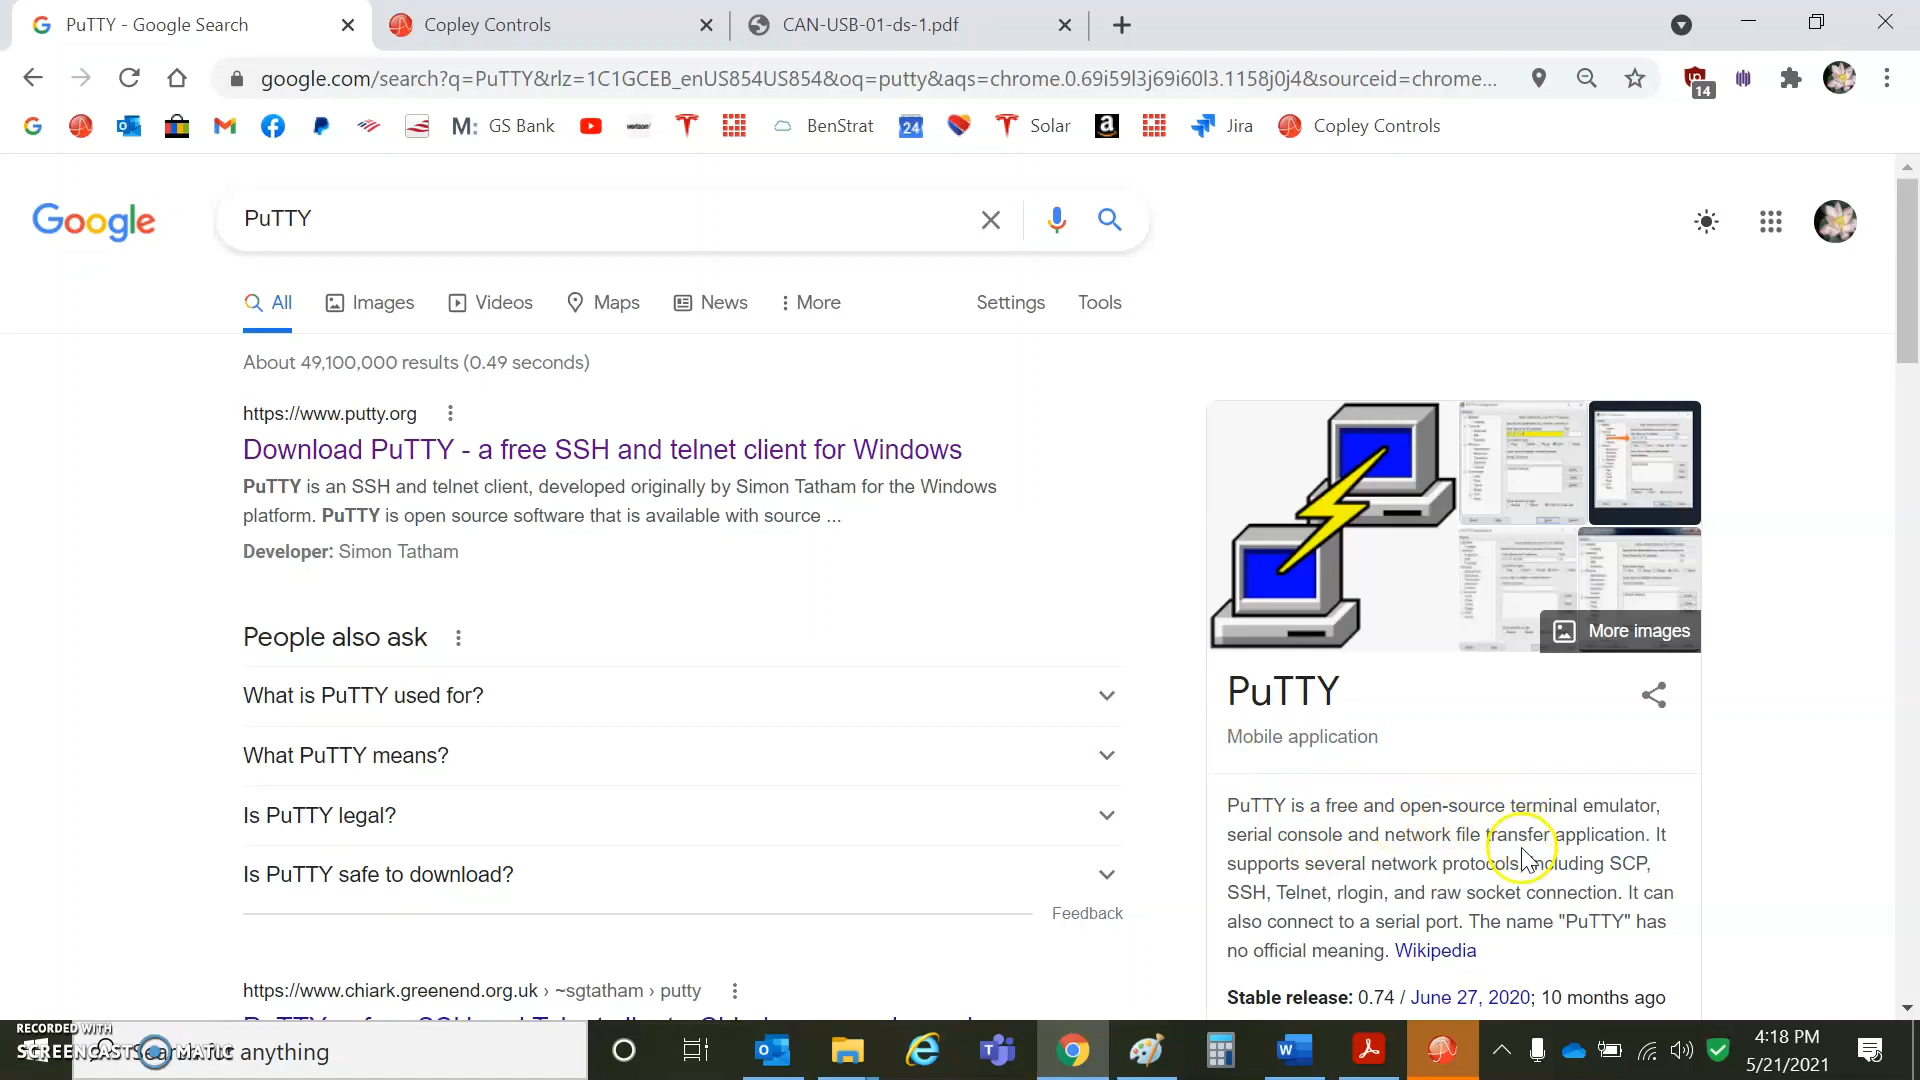 PuTTY - Google Search
Copley Controls
CAN-USB-01-ds-1.pdf
google.com/search?q=PuTTY&rlz=1C1GCEB_enUS854US854&oq=putty&aqs=chrome.0.69i59l3j69i60l3.1158j0j4&sourceid=chrome...
14
M: GS Bank
verizon
BenStrat
24
Solar
a
Jira
Copley Controls
Google
PuTTY
All
Images
Videos
Maps
News
More
Settings
Tools
About 49,100,000 results (0.49 seconds)
https://www.putty.org
Download PuTTY - a free SSH and telnet client for Windows
PuTTY is an SSH and telnet client, developed originally by Simon Tatham for the Windows
platform. PuTTY is open source software that is available with source ...
Developer: Simon Tatham
People also ask
What is PuTTY used for?
What PuTTY means?
Is PuTTY legal?
Is PuTTY safe to download?
Feedback
https://www.chiark.greenend.org.uk › ~sgtatham › putty
More images
PuTTY
Mobile application
PuTTY is a free and open-source terminal emulator,
serial console and network file transfer application. It
supports several network protocols, including SCP,
SSH, Telnet, rlogin, and raw socket connection. It can
also connect to a serial port. The name "PuTTY" has
no official meaning. Wikipedia
Stable release: 0.74 / June 27, 2020; 10 months ago
RECORDED WITH
SCREENCAST-O-MATIC
Search for anything
4:18 PM
5/21/2021